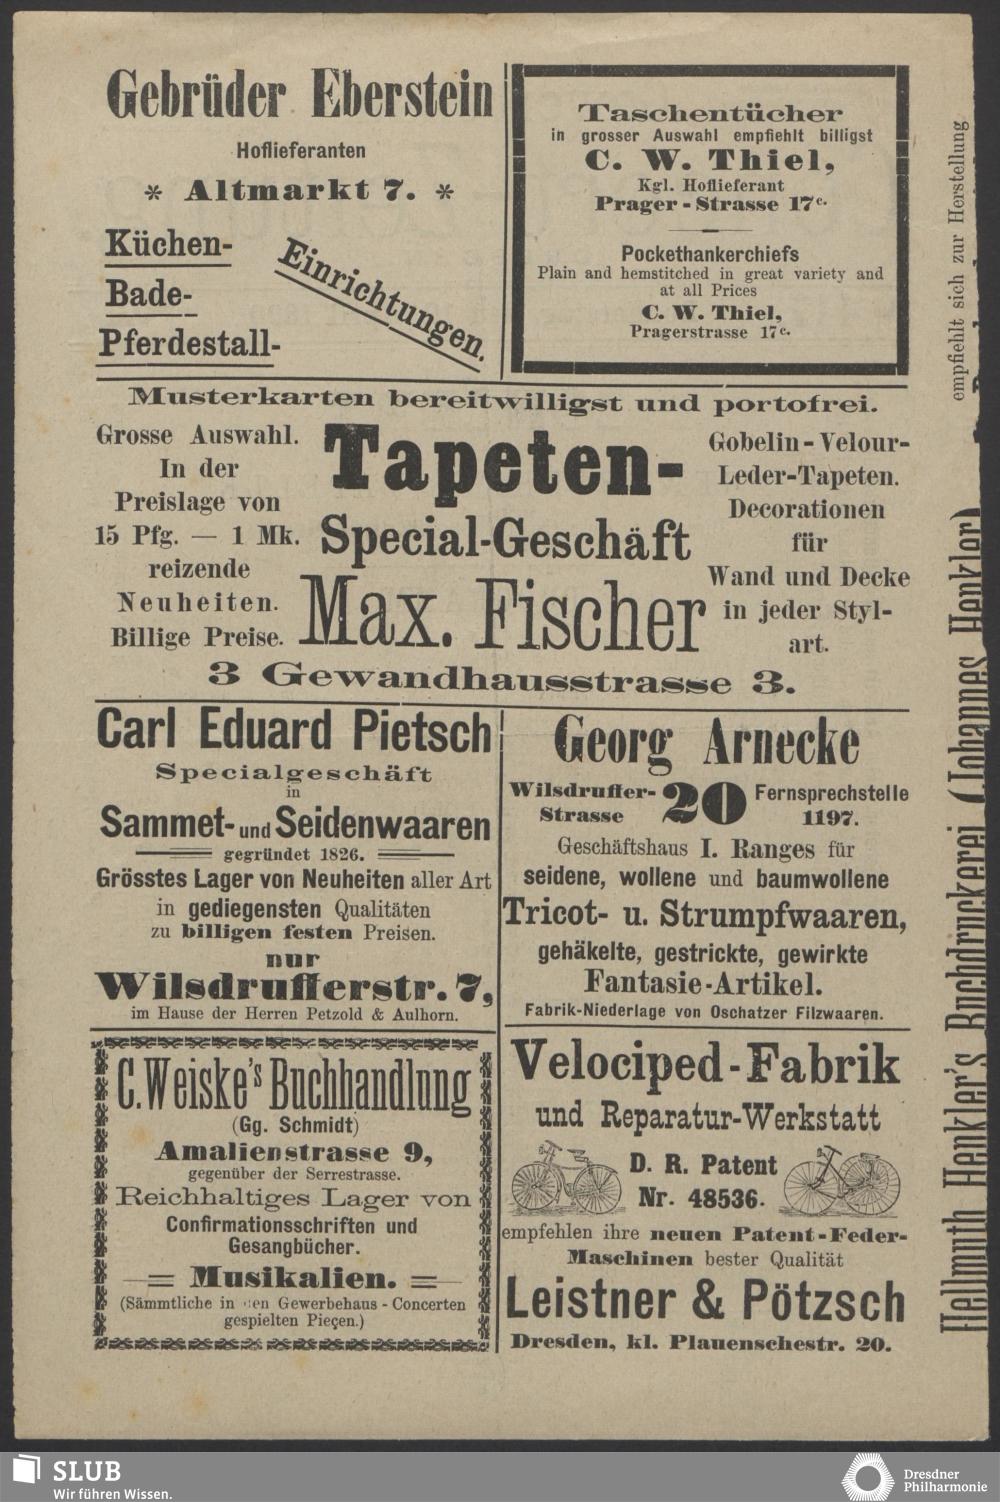 Gebrüder Eberstein
Hoflieferanten
* Altmarkt 7. *
Küchen-
Bade-
Pferdestall-
Einrichtungen.
Taschentücher
in grosser Auswahl empfiehlt billigst
C. W. Thiel,
Kgl. Hoflieferant
Prager-Strasse 17c.
Pockethankerchiefs
Plain and hemstitched in great variety and
at all Prices
C. W. Thiel,
Pragerstrasse 17c.
Musterkarten bereitwilligst und portofrei.
Grosse Auswahl.
In der
Preislage von
15 Pfg. — 1 Mk.
reizende
Neuheiten.
Billige Preise.
Tapeten-
Special-Geschäft
Max. Fischer
Gobelin-Velour-
Leder-Tapeten.
Decorationen
für
Wand und Decke
in jeder Styl-
art.
3 Gewandhausstrasse 3.
Carl Eduard Pietsch
Specialgeschäft
in
Sammet- und Seidenwaaren
gegründet 1826.
Grösstes Lager von Neuheiten aller Art
in gediegensten Qualitäten
zu billigen festen Preisen.
nur
Wilsdrufferstr. 7,
im Hause der Herren Petzold & Aulhorn.
Georg Arnecke
Wilsdruffer-Strasse 20 Fernsprechstelle 1197.
Geschäftshaus I. Ranges für
seidene, wollene und baumwollene
Tricot- u. Strumpfwaaren,
gehäkelte, gestrickte, gewirkte
Fantasie-Artikel.
Fabrik-Niederlage von Oschatzer Filzwaaren.
C. Weiske's Buchhandlung
(Gg. Schmidt)
Amalienstrasse 9,
gegenüber der Serrestrasse.
Reichhaltiges Lager von
Confirmationsschriften und
Gesangbücher.
Musikalien.
(Sämmtliche in den Gewerbehaus-Concerten
gespielten Pieçen.)
Velociped-Fabrik
und Reparatur-Werkstatt
D. R. Patent
Nr. 48536.
empfehlen ihre neuen Patent-Feder-
Maschinen bester Qualität
Leistner & Pötzsch
Dresden, kl. Plauenschestr. 20.
Hellmuth Henkler's Buchdruckerei (Johannes Henkler)
empfiehlt sich zur Herstellung
SLUB
Wir führen Wissen.
Dresdner
Philharmonie